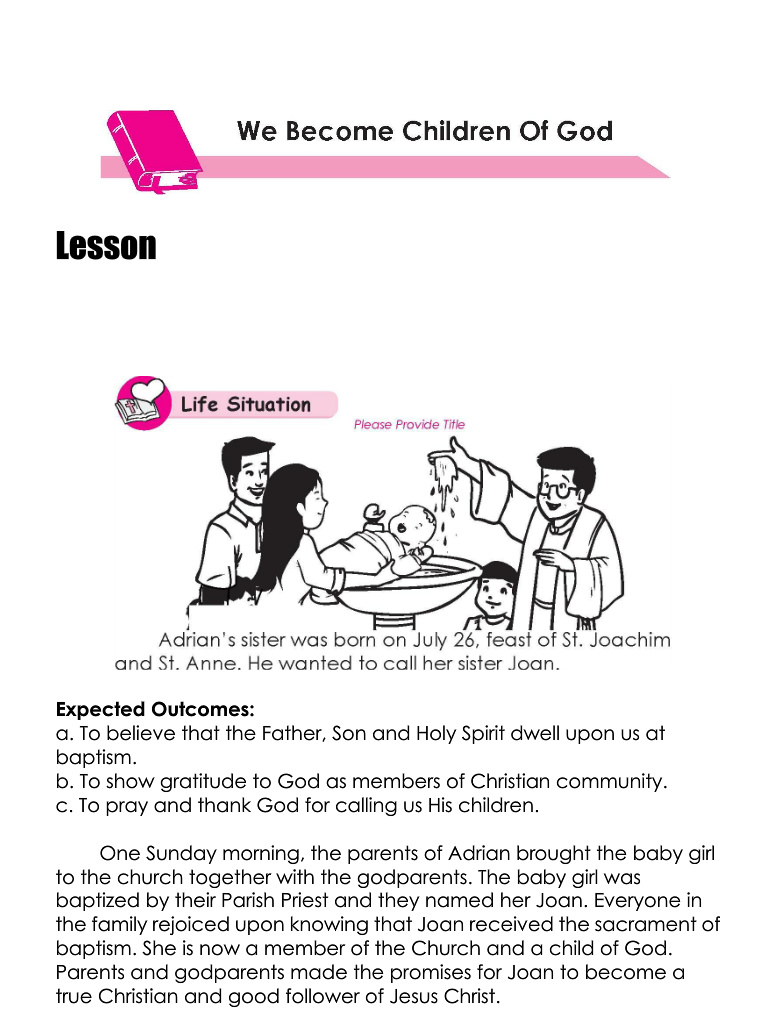 We Become Children Of God
Lesson
Life Situation
Please Provide Title
Adrian's sister was born on July 26, feast of St. Joachim
and St. Anne. He wanted to call her sister Joan.
Expected Outcomes:
a. To believe that the Father, Son and Holy Spirit dwell upon us at
baptism.
b. To show gratitude to God as members of Christian community.
c. To pray and thank God for calling us His children.
One Sunday morning, the parents of Adrian brought the baby girl
to the church together with the godparents. The baby girl was
baptized by their Parish Priest and they named her Joan. Everyone in
the family rejoiced upon knowing that Joan received the sacrament of
baptism. She is now a member of the Church and a child of God.
Parents and godparents made the promises for Joan to become a
true Christian and good follower of Jesus Christ.